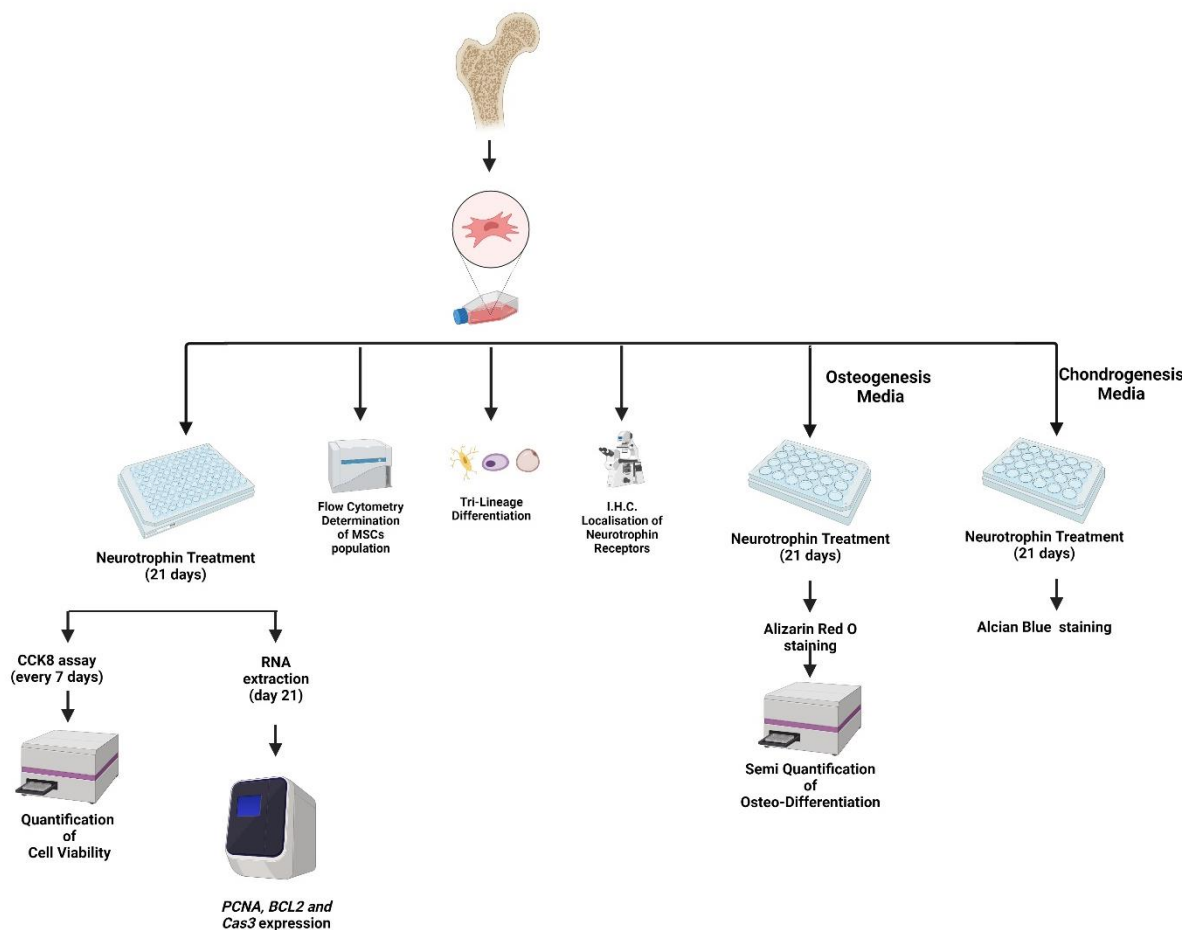 Osteogenesis
Media
Chondrogenesis
Media
Neurotrophin Treatment
(21 days)
Flow Cytometry
Determination
of MSCs
population
Tri-Lineage
Differentiation
I.H.C.
Localisation of
Neurotrophin
Receptors
Neurotrophin Treatment
(21 days)
Neurotrophin Treatment
(21 days)
CCK8 assay
(every 7 days)
RNA
extraction
(day 21)
Alizarin Red O
staining
Alcian Blue staining
Quantification
of
Cell Viability
PCNA, BCL2 and
Cas3 expression
Semi Quantification
of
Osteo-Differentiation